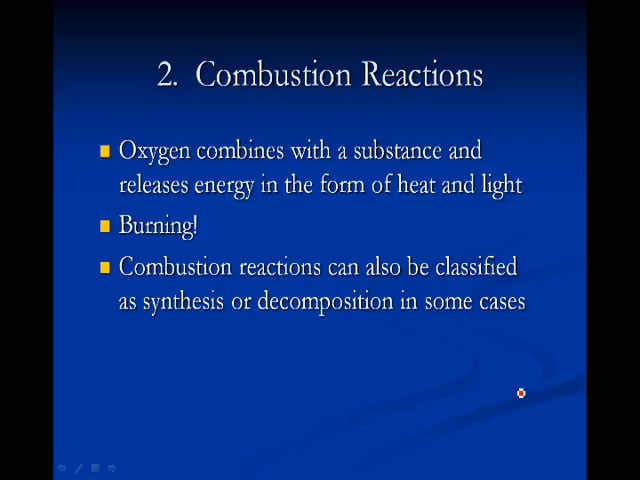 2. Combustion Reactions
Oxygen combines with a substance and
releases energy in the form of heat and light
Burning!
Combustion reactions can also be classified
as synthesis or decomposition in some cases